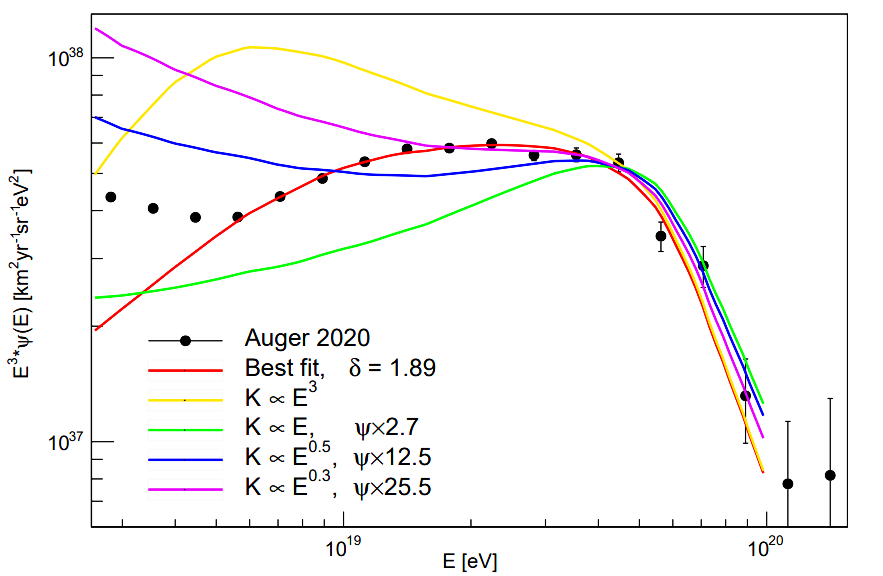 10^38
E^3*ψ(E) [km^2yr^-1sr^-1eV^2]
Auger 2020
Best fit, δ = 1.89
K ∝ E^3
K ∝ E, ψ×2.7
10^37
K ∝ E^0.5, ψ×12.5
K ∝ E^0.3, ψ×25.5
10^19
10^20
E [eV]